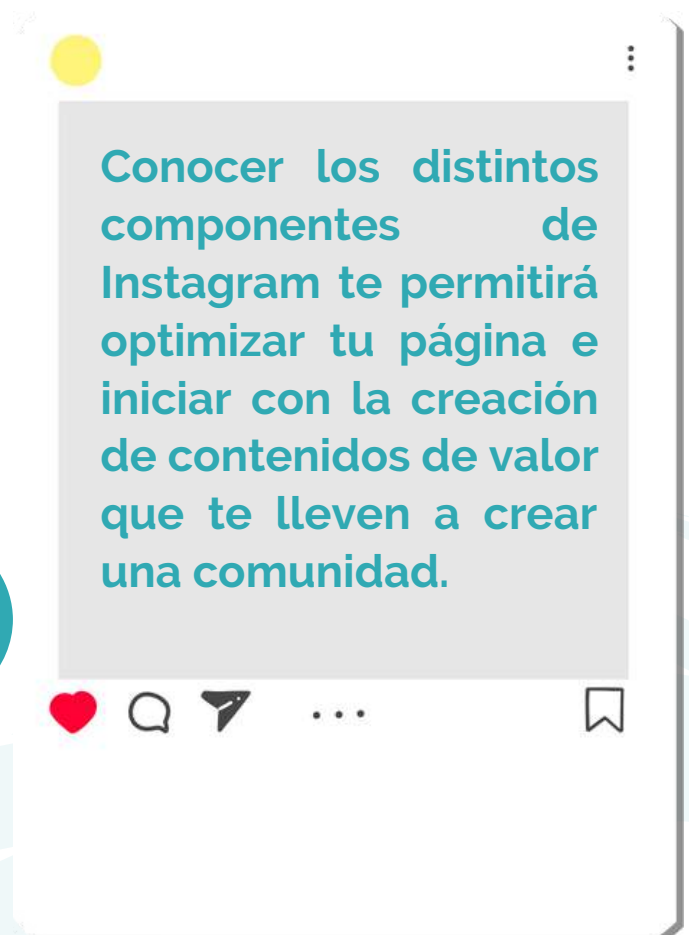 Conocer los distintos
componentes de
Instagram te permitirá
optimizar tu página e
iniciar con la creación
de contenidos de valor
que te lleven a crear
una comunidad.